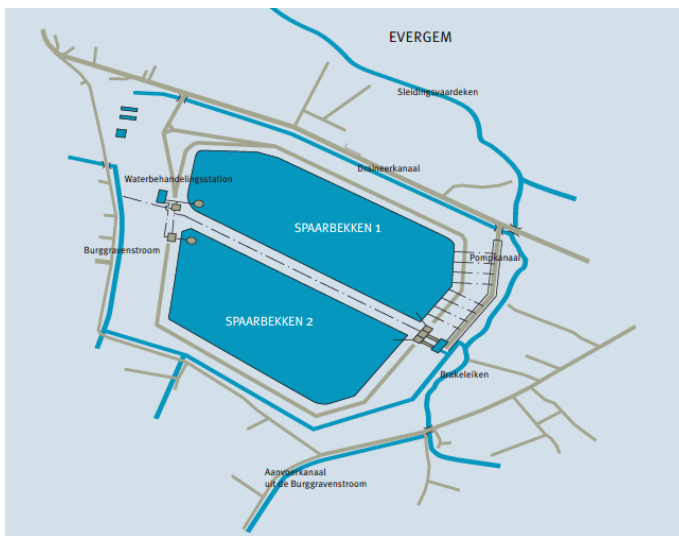 EVERGEM
Sleidingsvaardeken
Draineerkanaal
Waterbehandelingsstation
SPAARBEKKEN 1
Burggravenstroom
Pompkanaal
SPAARBEKKEN 2
Brakeleiken
Aanvoerkanaal
uit de Burggravenstroom